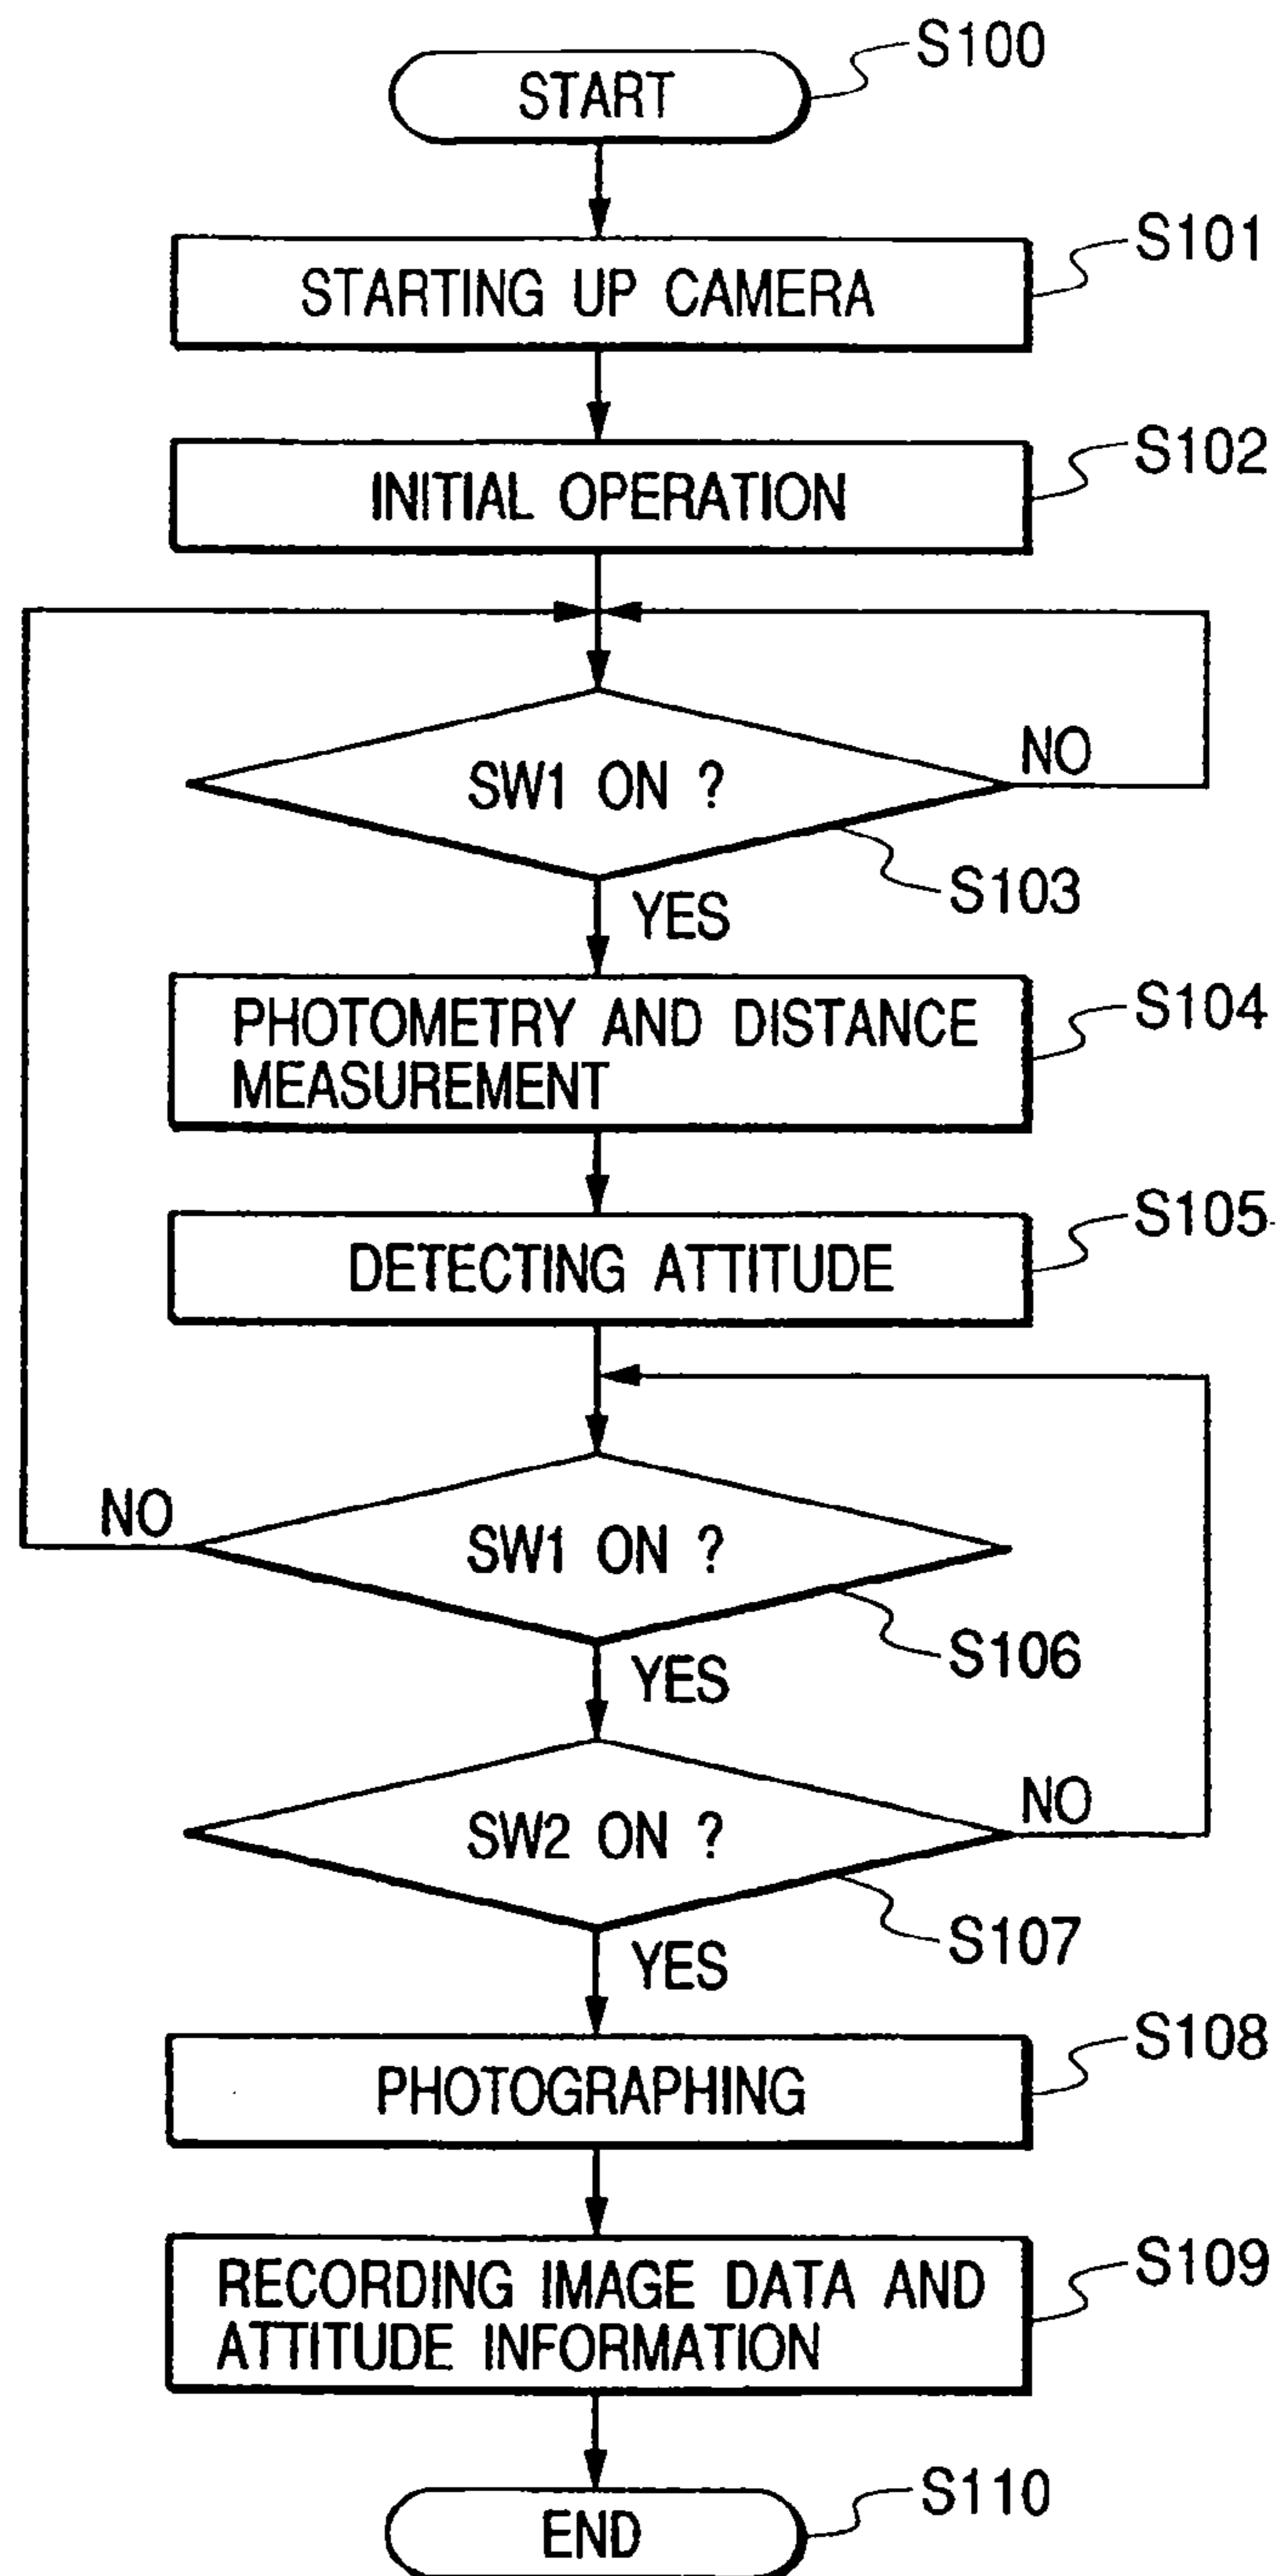 START
S100
STARTING UP CAMERA
S101
INITIAL OPERATION
S102
SW1 ON ?
NO
S103
YES
PHOTOMETRY AND DISTANCE
MEASUREMENT
S104
DETECTING ATTITUDE
S105
NO
SW1 ON ?
S106
YES
SW2 ON ?
NO
S107
YES
PHOTOGRAPHING
S108
RECORDING IMAGE DATA AND
ATTITUDE INFORMATION
S109
END
S110